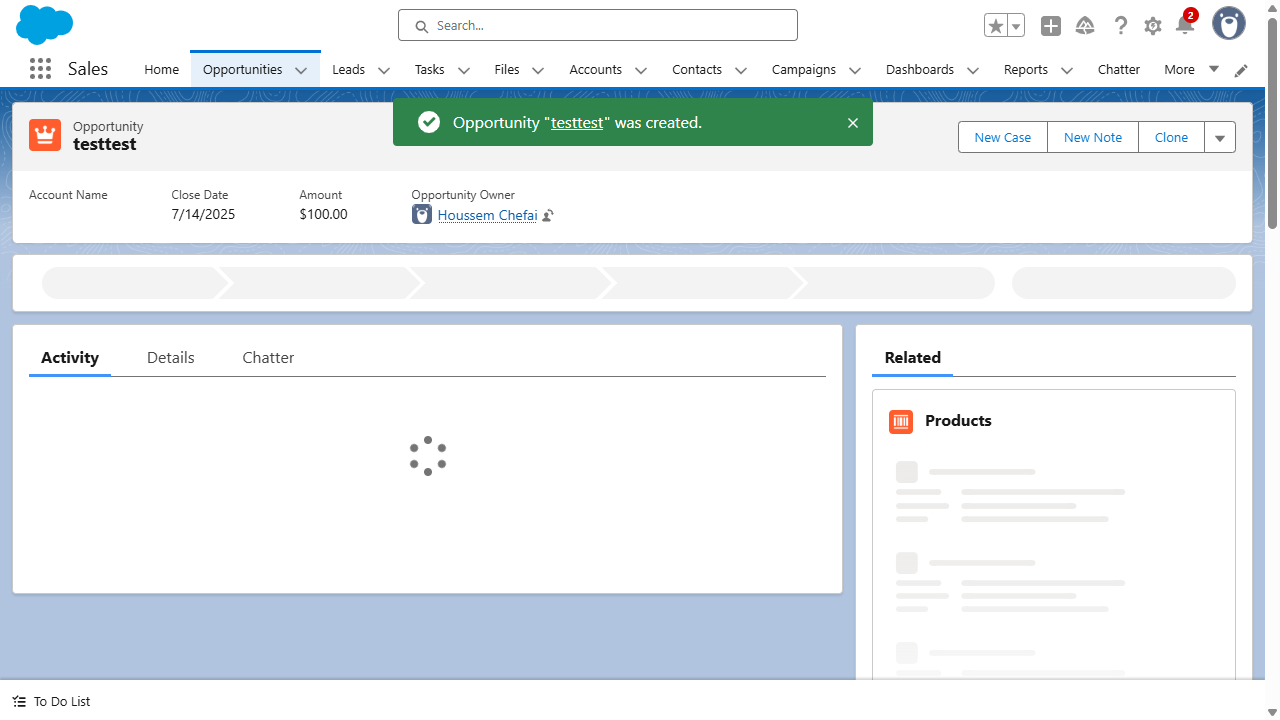 Search...
2
Sales
Home
Opportunities
Leads
Tasks
Files
Accounts
Contacts
Campaigns
Dashboards
Reports
Chatter
More
Opportunity "testtest" was created.
Opportunity
testtest
New Case
New Note
Clone
Account Name
Close Date
7/14/2025
Amount
$100.00
Opportunity Owner
Houssem Chefai
Activity
Details
Chatter
Related
Products
To Do List